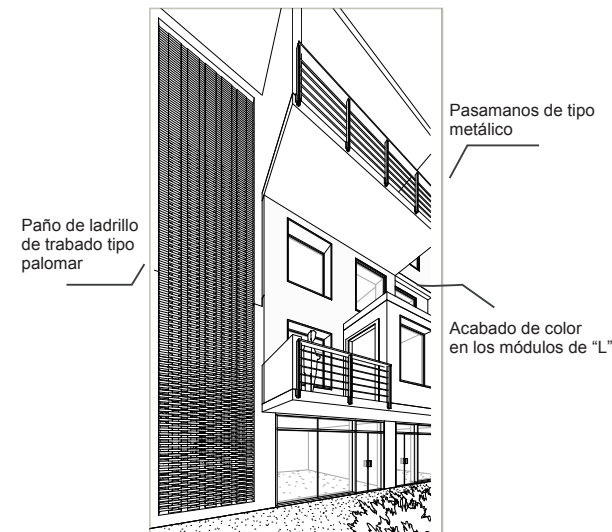 Pasamanos de tipo
metálico
Paño de ladrillo
de trabado tipo
palomar
Acabado de color
en los módulos de “L”